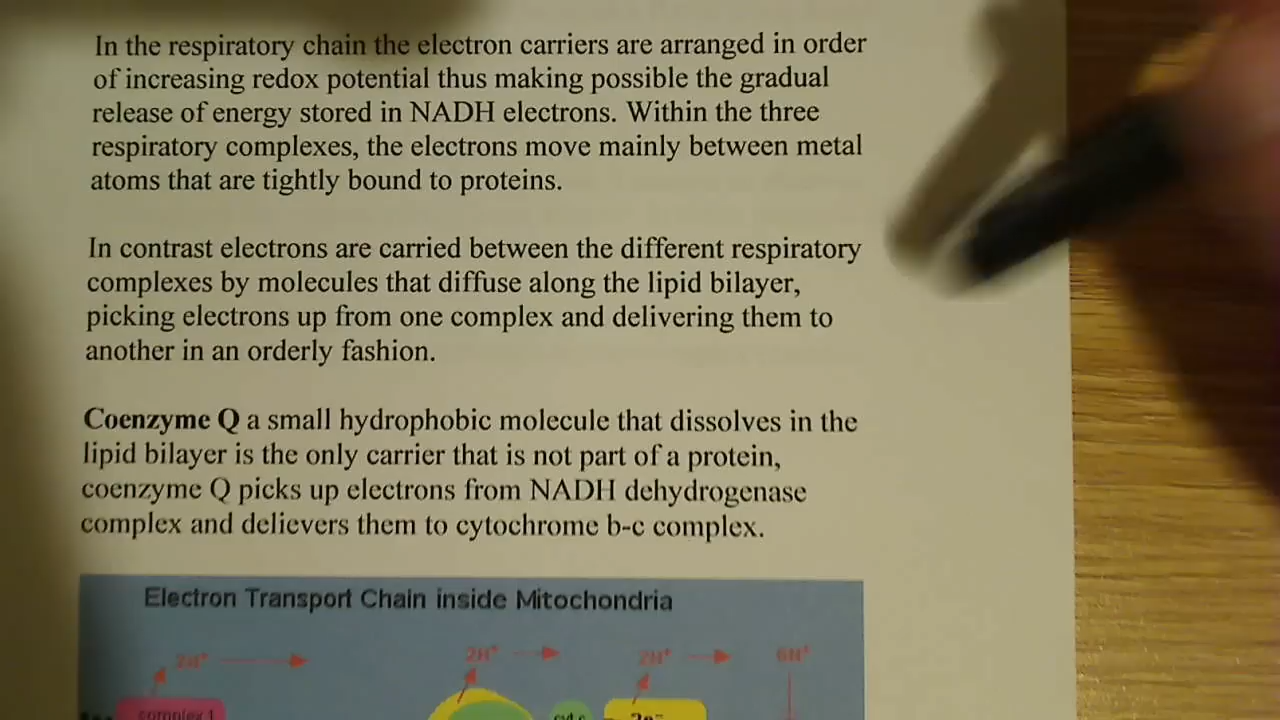 In the respiratory chain the electron carriers are arranged in order
of increasing redox potential thus making possible the gradual
release of energy stored in NADH electrons. Within the three
respiratory complexes, the electrons move mainly between metal
atoms that are tightly bound to proteins.
In contrast electrons are carried between the different respiratory
complexes by molecules that diffuse along the lipid bilayer,
picking electrons up from one complex and delivering them to
another in an orderly fashion.
Coenzyme Q a small hydrophobic molecule that dissolves in the
lipid bilayer is the only carrier that is not part of a protein,
coenzyme Q picks up electrons from NADH dehydrogenase
complex and delievers them to cytochrome b-c complex.
Electron Transport Chain inside Mitochondria
2H⁺ 2H⁺ 2H⁺ 6H⁺
complex I cyt c 2e⁻